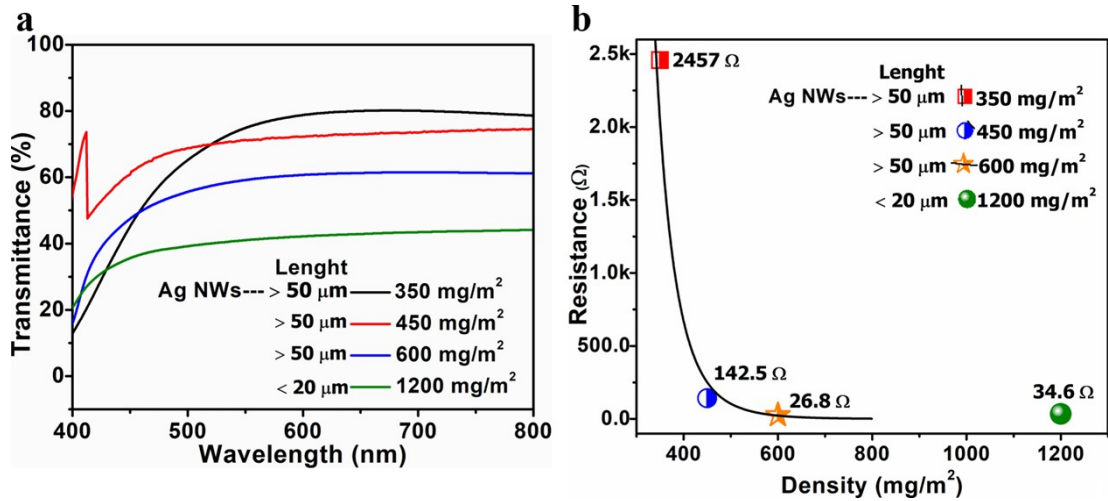 a
Transmittance (%)
100
80
60
40
20
0
400
500
600
700
800
Wavelength (nm)
Lenght
Ag NWs--- > 50 μm 350 mg/m²
> 50 μm 450 mg/m²
> 50 μm 600 mg/m²
< 20 μm 1200 mg/m²
b
Resistance (Ω)
2.5k
2.0k
1.5k
1.0k
500.0
0.0
400
600
800
1000
1200
Density (mg/m²)
2457 Ω
142.5 Ω
26.8 Ω
34.6 Ω
Lenght
Ag NWs--- > 50 μm 350 mg/m²
> 50 μm 450 mg/m²
> 50 μm 600 mg/m²
< 20 μm 1200 mg/m²